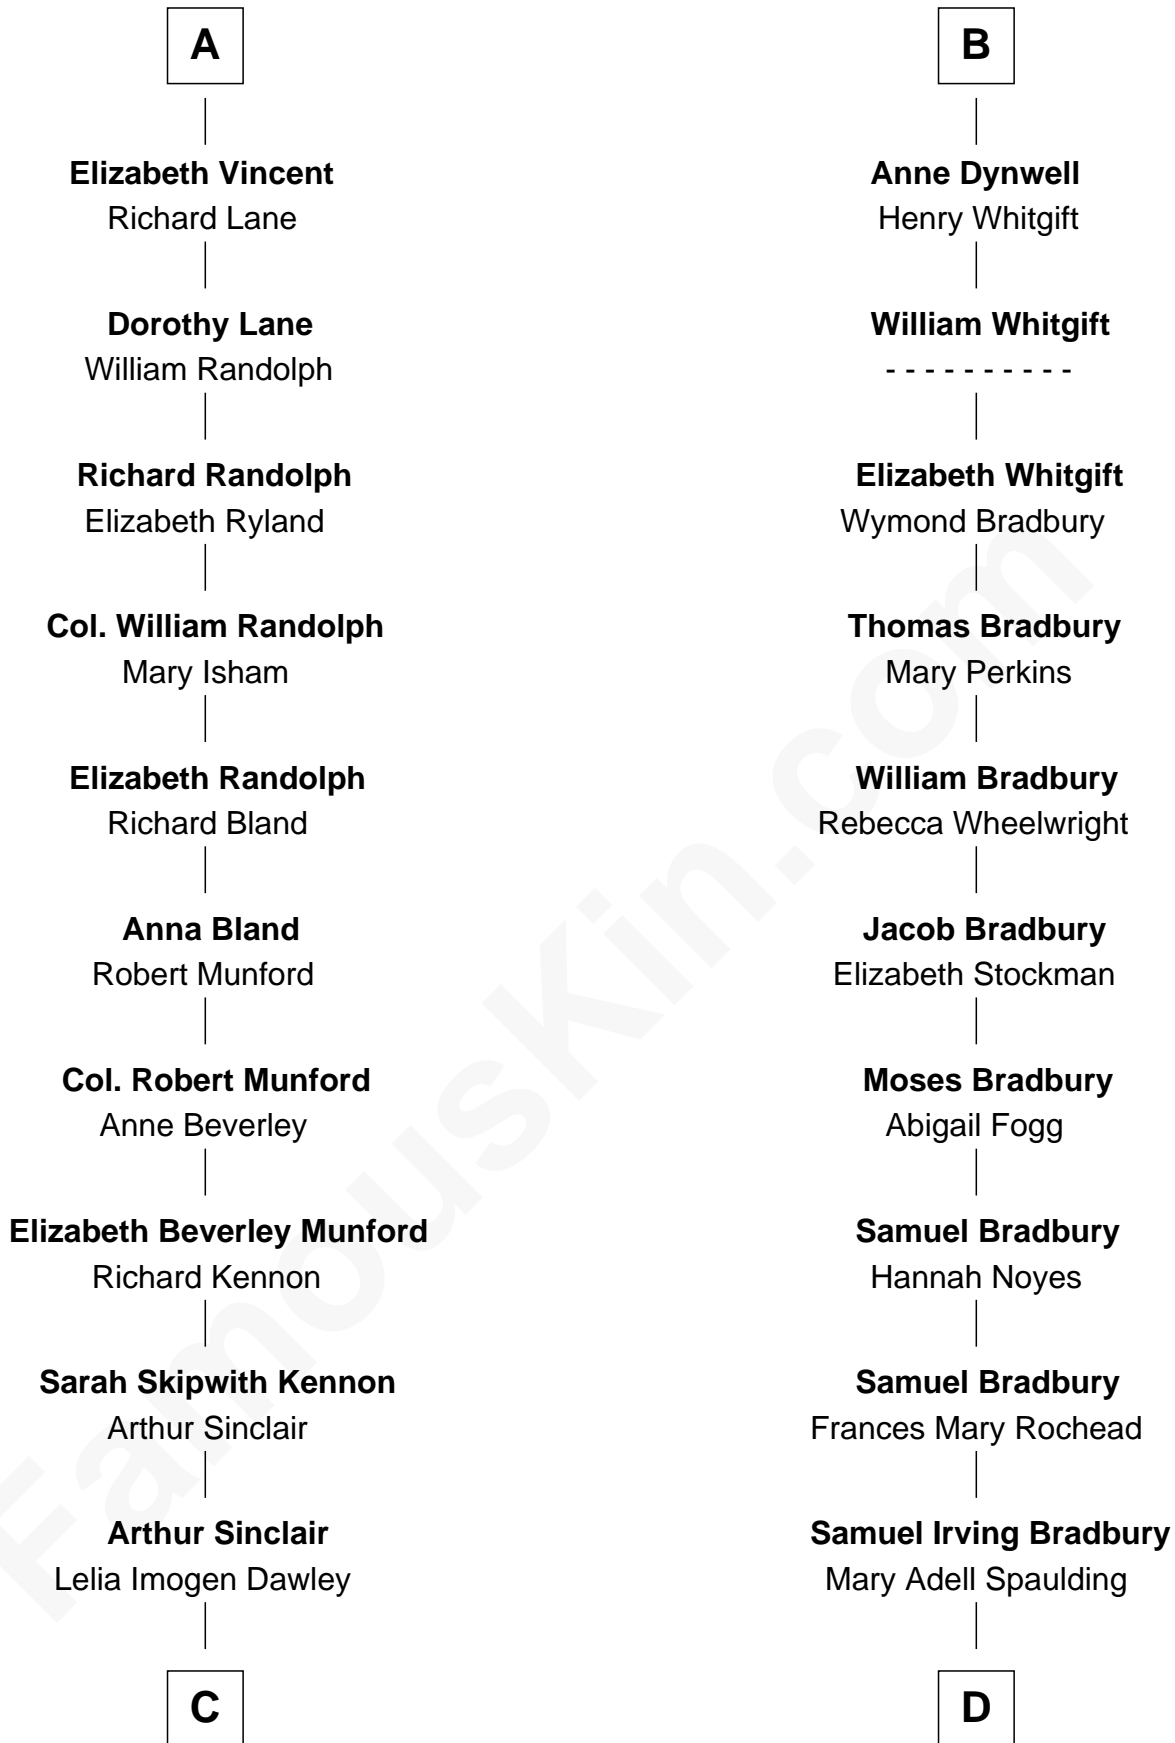 A
Elizabeth Vincent
Richard Lane
Dorothy Lane
William Randolph
Richard Randolph
Elizabeth Ryland
Col. William Randolph
Mary Isham
Elizabeth Randolph
Richard Bland
Anna Bland
Robert Munford
Col. Robert Munford
Anne Beverley
Elizabeth Beverley Munford
Richard Kennon
Sarah Skipwith Kennon
Arthur Sinclair
Arthur Sinclair
Lelia Imogen Dawley
C
B
Anne Dynwell
Henry Whitgift
William Whitgift
- - - - - - - - - -
Elizabeth Whitgift
Wymond Bradbury
Thomas Bradbury
Mary Perkins
William Bradbury
Rebecca Wheelwright
Jacob Bradbury
Elizabeth Stockman
Moses Bradbury
Abigail Fogg
Samuel Bradbury
Hannah Noyes
Samuel Bradbury
Frances Mary Rochead
Samuel Irving Bradbury
Mary Adell Spaulding
D
FamousKin.com